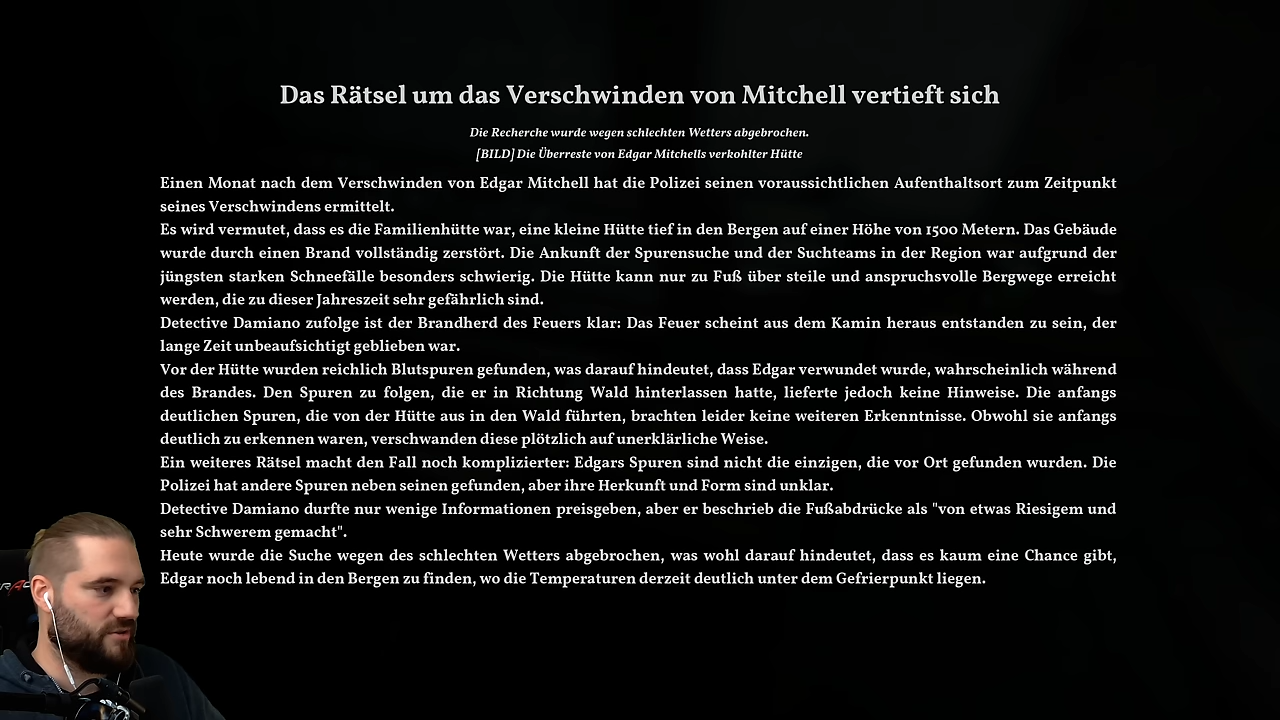 Das Rätsel um das Verschwinden von Mitchell vertieft sich
Die Recherche wurde wegen schlechten Wetters abgebrochen.
[BILD] Die Überreste von Edgar Mitchells verkohlter Hütte
Einen Monat nach dem Verschwinden von Edgar Mitchell hat die Polizei seinen voraussichtlichen Aufenthaltsort zum Zeitpunkt
seines Verschwindens ermittelt.
Es wird vermutet, dass es die Familienhütte war, eine kleine Hütte tief in den Bergen auf einer Höhe von 1500 Metern. Das Gebäude
wurde durch einen Brand vollständig zerstört. Die Ankunft der Spurensuche und der Suchteams in der Region war aufgrund der
jüngsten starken Schneefälle besonders schwierig. Die Hütte kann nur zu Fuß über steile und anspruchsvolle Bergwege erreicht
werden, die zu dieser Jahreszeit sehr gefährlich sind.
Detective Damiano zufolge ist der Brandherd des Feuers klar: Das Feuer scheint aus dem Kamin heraus entstanden zu sein, der
lange Zeit unbeaufsichtigt geblieben war.
Vor der Hütte wurden reichlich Blutspuren gefunden, was darauf hindeutet, dass Edgar verwundet wurde, wahrscheinlich während
des Brandes. Den Spuren zu folgen, die er in Richtung Wald hinterlassen hatte, lieferte jedoch keine Hinweise. Die anfangs
deutlichen Spuren, die von der Hütte aus in den Wald führten, brachten leider keine weiteren Erkenntnisse. Obwohl sie anfangs
deutlich zu erkennen waren, verschwanden diese plötzlich auf unerklärliche Weise.
Ein weiteres Rätsel macht den Fall noch komplizierter: Edgars Spuren sind nicht die einzigen, die vor Ort gefunden wurden. Die
Polizei hat andere Spuren neben seinen gefunden, aber ihre Herkunft und Form sind unklar.
Detective Damiano durfte nur wenige Informationen preisgeben, aber er beschrieb die Fußabdrücke als "von etwas Riesigem und
sehr Schwerem gemacht".
Heute wurde die Suche wegen des schlechten Wetters abgebrochen, was wohl darauf hindeutet, dass es kaum eine Chance gibt,
Edgar noch lebend in den Bergen zu finden, wo die Temperaturen derzeit deutlich unter dem Gefrierpunkt liegen.